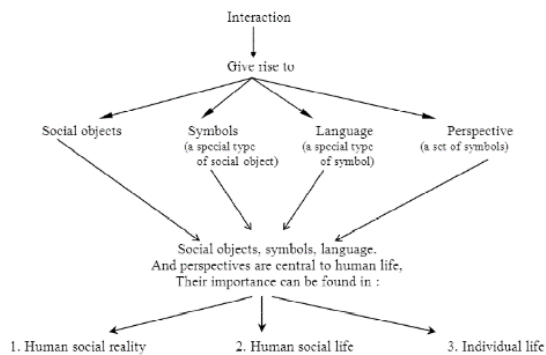 Interaction
Give rise to
Social objects
Symbols
(a special type
of social object)
Language
(a special type
of symbol)
Perspective
(a set of symbols)
Social objects, symbols, language.
And perspectives are central to human life,
Their importance can be found in :
1. Human social reality
2. Human social life
3. Individual life